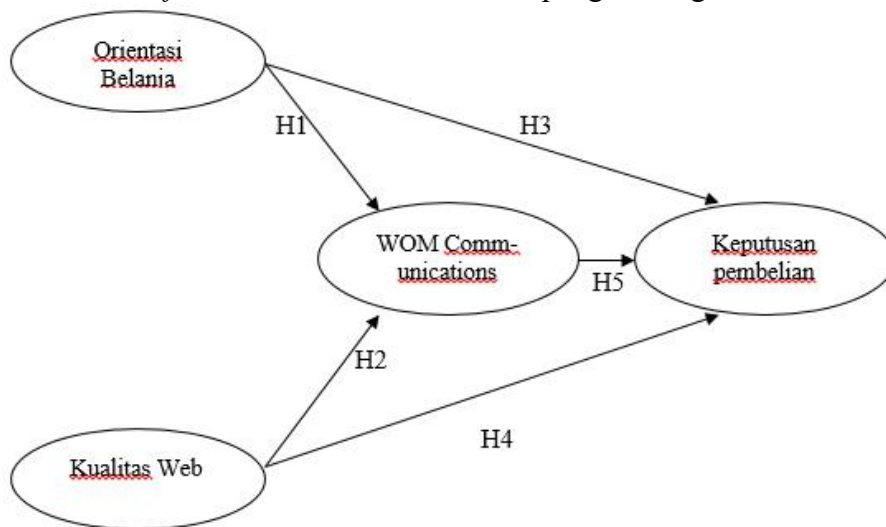 Orientasi
Belania
H1
H3
WOM Comm-
unications
Keputusan
pembelian
H5
H2
H4
Kualitas Web